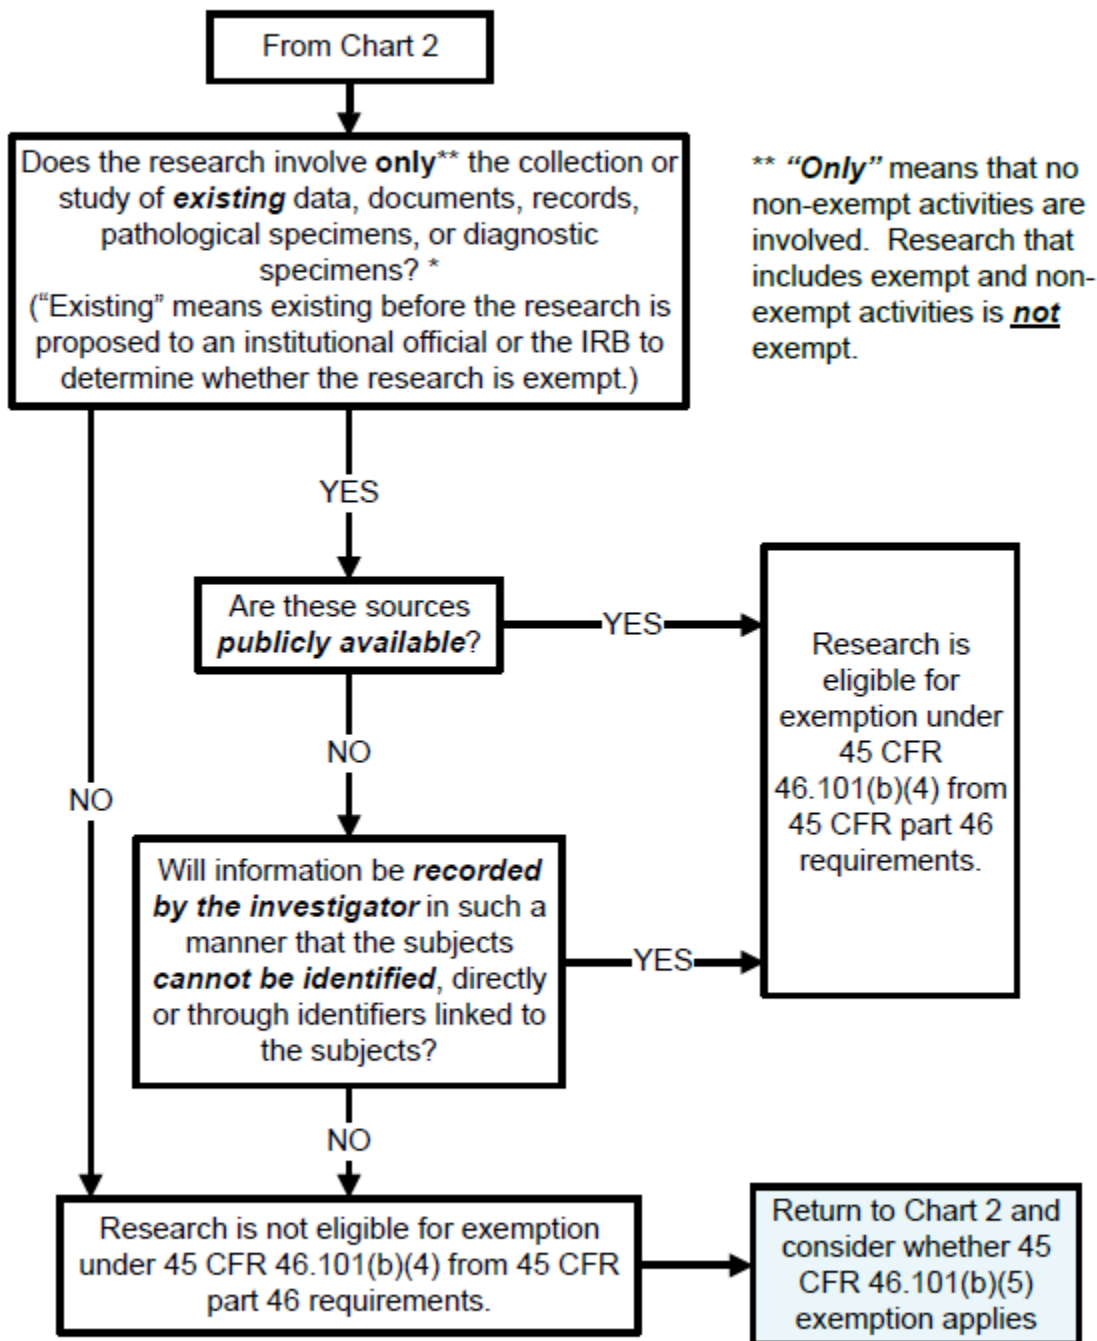 From Chart 2
Does the research involve only** the collection or
study of existing data, documents, records,
pathological specimens, or diagnostic
specimens? *
(“Existing” means existing before the research is
proposed to an institutional official or the IRB to
determine whether the research is exempt.)
** “Only” means that no
non-exempt activities are
involved.  Research that
includes exempt and non-
exempt activities is not
exempt.
YES
Are these sources
publicly available?
YES
Research is
eligible for
exemption under
45 CFR
46.101(b)(4) from
45 CFR part 46
requirements.
NO
NO
Will information be recorded
by the investigator in such a
manner that the subjects
cannot be identified, directly
or through identifiers linked to
the subjects?
YES
NO
Research is not eligible for exemption
under 45 CFR 46.101(b)(4) from 45 CFR
part 46 requirements.
Return to Chart 2 and
consider whether 45
CFR 46.101(b)(5)
exemption applies